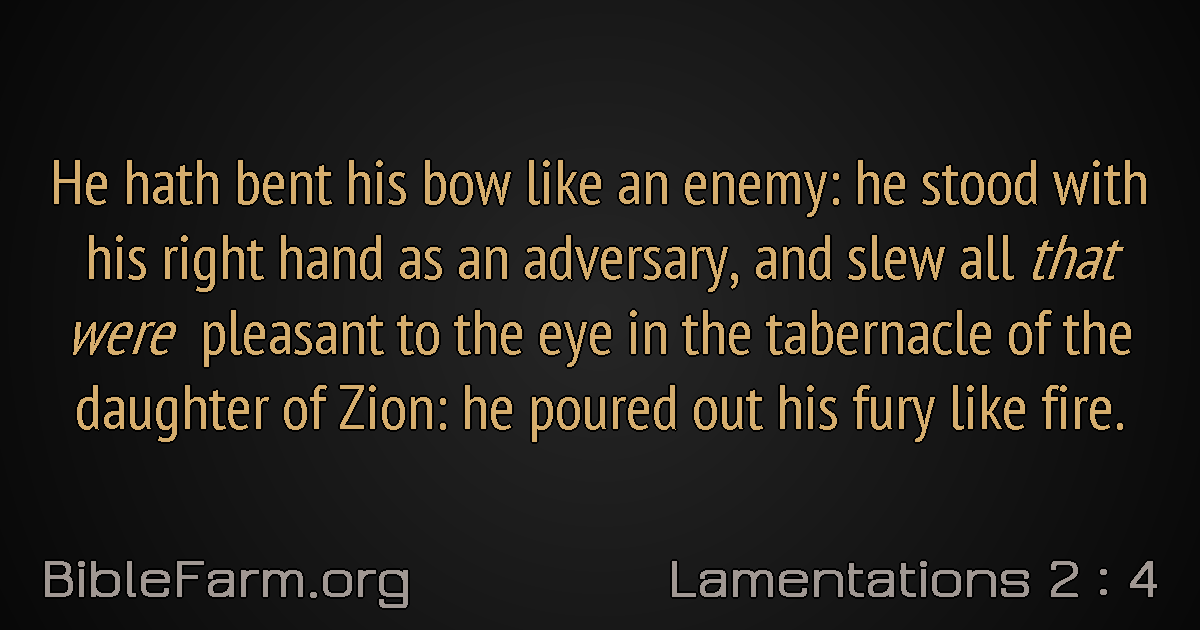 He hath bent his bow like an enemy: he stood with
his right hand as an adversary, and slew all that
were pleasant to the eye in the tabernacle of the
daughter of Zion: he poured out his fury like fire.
BibleFarm.org
Lamentations 2 : 4